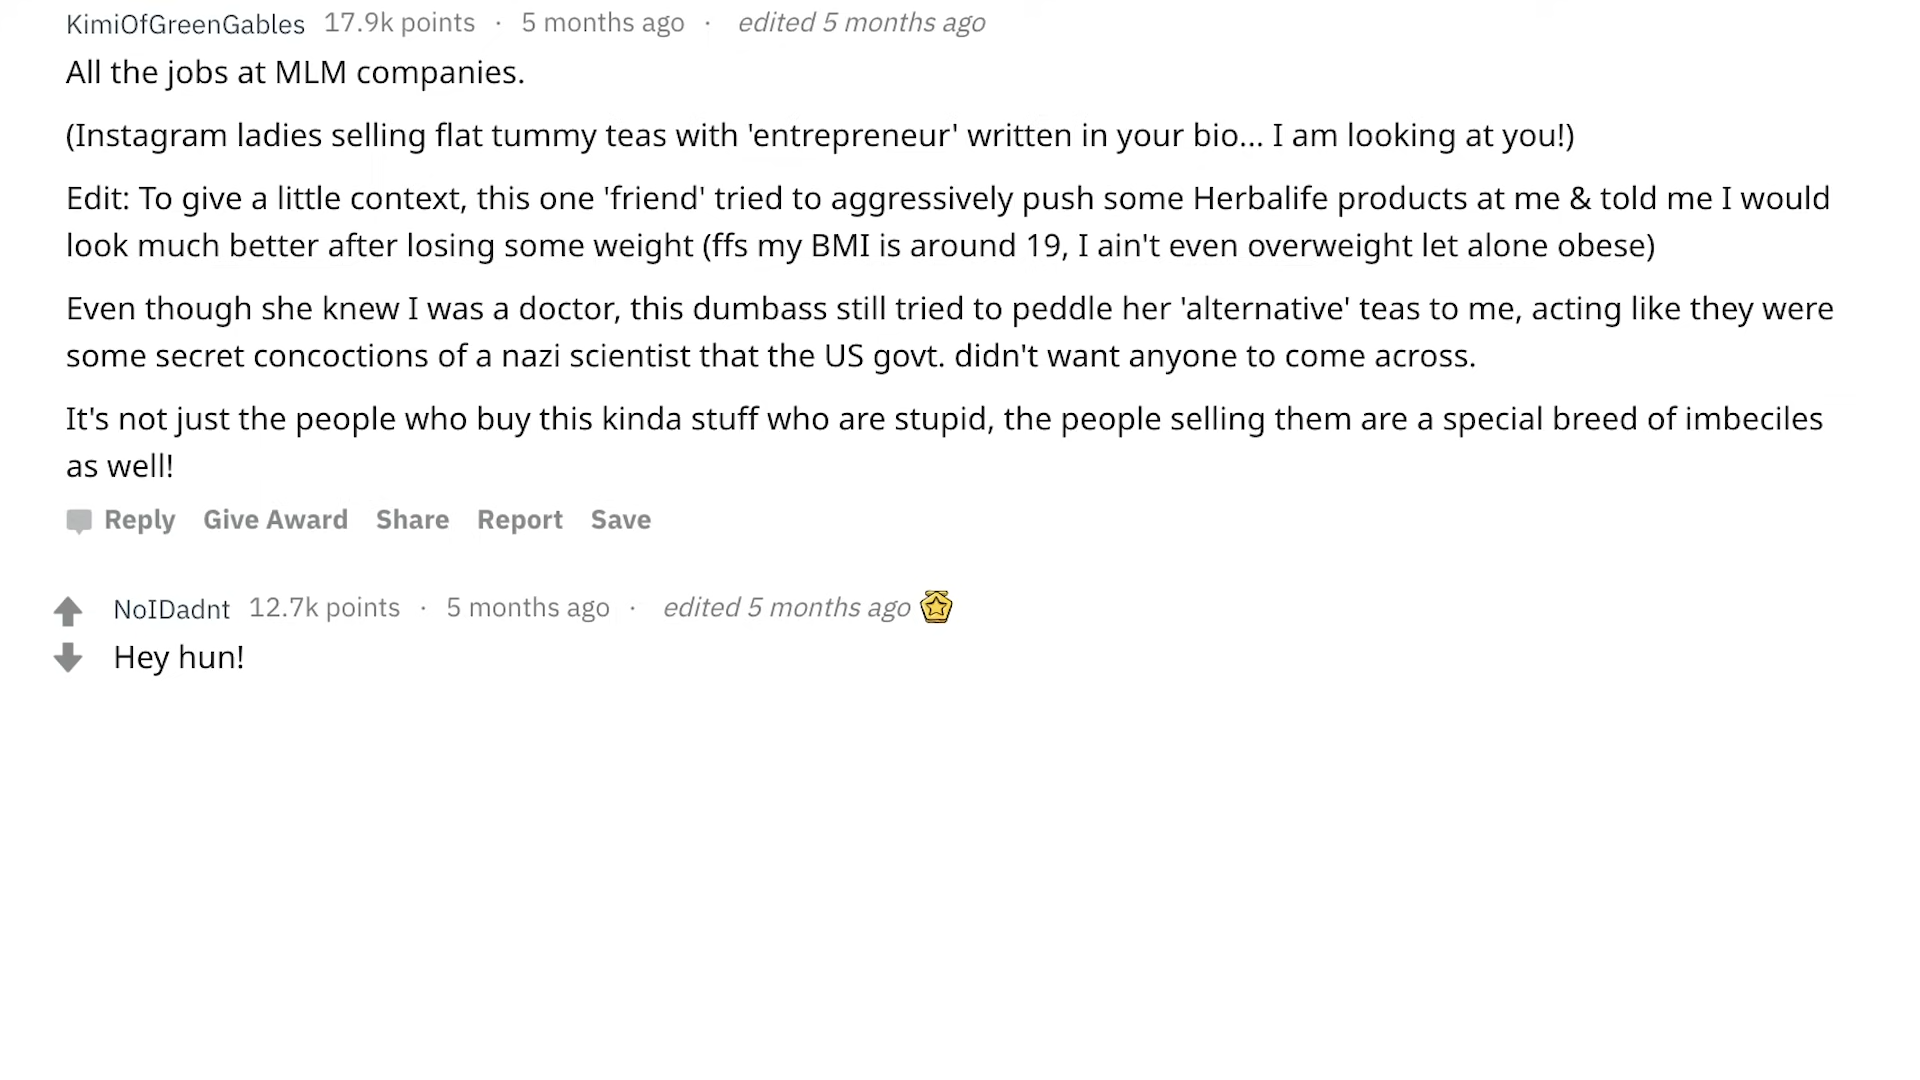 KimiOfGreenGables 17.9k points · 5 months ago · edited 5 months ago
All the jobs at MLM companies.
(Instagram ladies selling flat tummy teas with 'entrepreneur' written in your bio... I am looking at you!)
Edit: To give a little context, this one 'friend' tried to aggressively push some Herbalife products at me & told me I would
look much better after losing some weight (ffs my BMI is around 19, I ain't even overweight let alone obese)
Even though she knew I was a doctor, this dumbass still tried to peddle her 'alternative' teas to me, acting like they were
some secret concoctions of a nazi scientist that the US govt. didn't want anyone to come across.
It's not just the people who buy this kinda stuff who are stupid, the people selling them are a special breed of imbeciles
as well!
Reply Give Award Share Report Save
NoIDadnt 12.7k points · 5 months ago · edited 5 months ago
Hey hun!